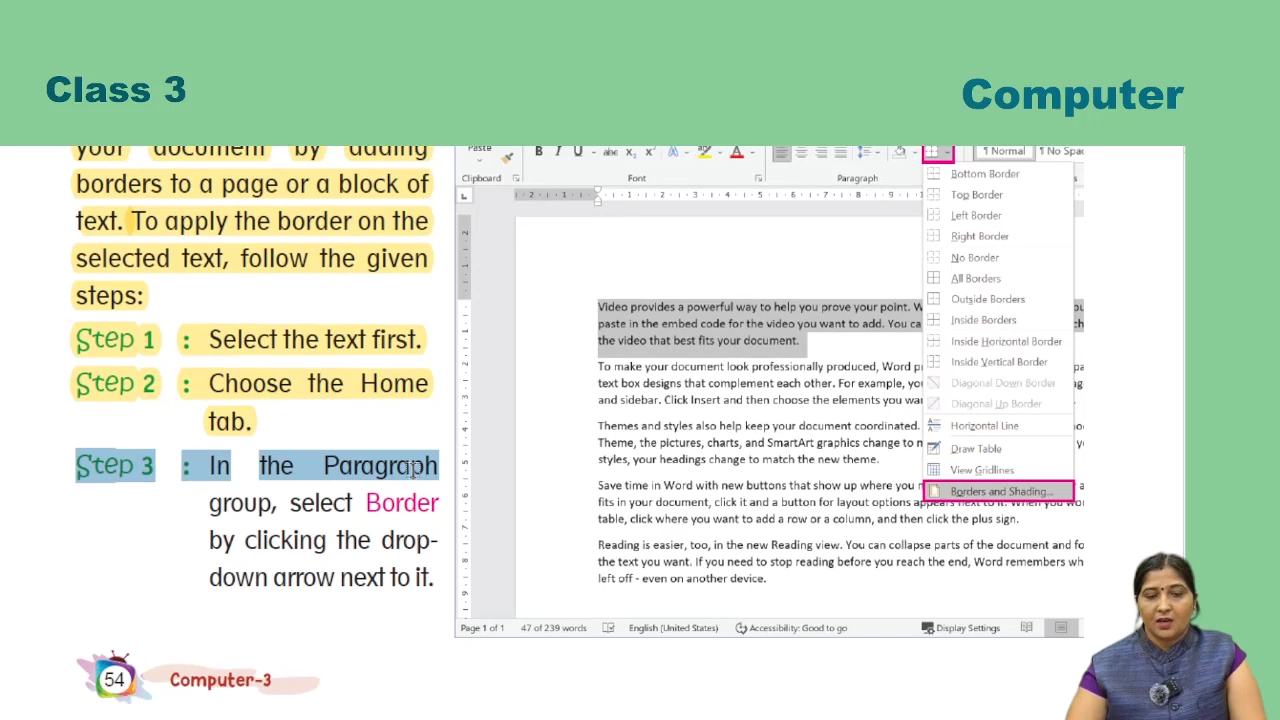 Class 3
Computer
your document by adding
borders to a page or a block of
text. To apply the border on the
selected text, follow the given
steps:
Step 1 : Select the text first.
Step 2 : Choose the Home
tab.
Step 3 : In the Paragraph
group, select Border
by clicking the drop-
down arrow next to it.
54 Computer-3
Paste
B I U abc x₂ x² A ab A
¶ Normal ¶ No Spac
Clipboard Font Paragraph
Bottom Border
Top Border
Left Border
Right Border
No Border
All Borders
Outside Borders
Inside Borders
Inside Horizontal Border
Inside Vertical Border
Diagonal Down Border
Diagonal Up Border
Horizontal Line
Draw Table
View Gridlines
Borders and Shading...
Video provides a powerful way to help you prove your point. W
paste in the embed code for the video you want to add. You ca
the video that best fits your document.
To make your document look professionally produced, Word pr
text box designs that complement each other. For example, you
and sidebar. Click Insert and then choose the elements you wan
Themes and styles also help keep your document coordinated.
Theme, the pictures, charts, and SmartArt graphics change to m
styles, your headings change to match the new theme.
Save time in Word with new buttons that show up where you n
fits in your document, click it and a button for layout options appears next to it. When you wor
table, click where you want to add a row or a column, and then click the plus sign.
Reading is easier, too, in the new Reading view. You can collapse parts of the document and fo
the text you want. If you need to stop reading before you reach the end, Word remembers wh
left off - even on another device.
Page 1 of 1 47 of 239 words English (United States) Accessibility: Good to go Display Settings